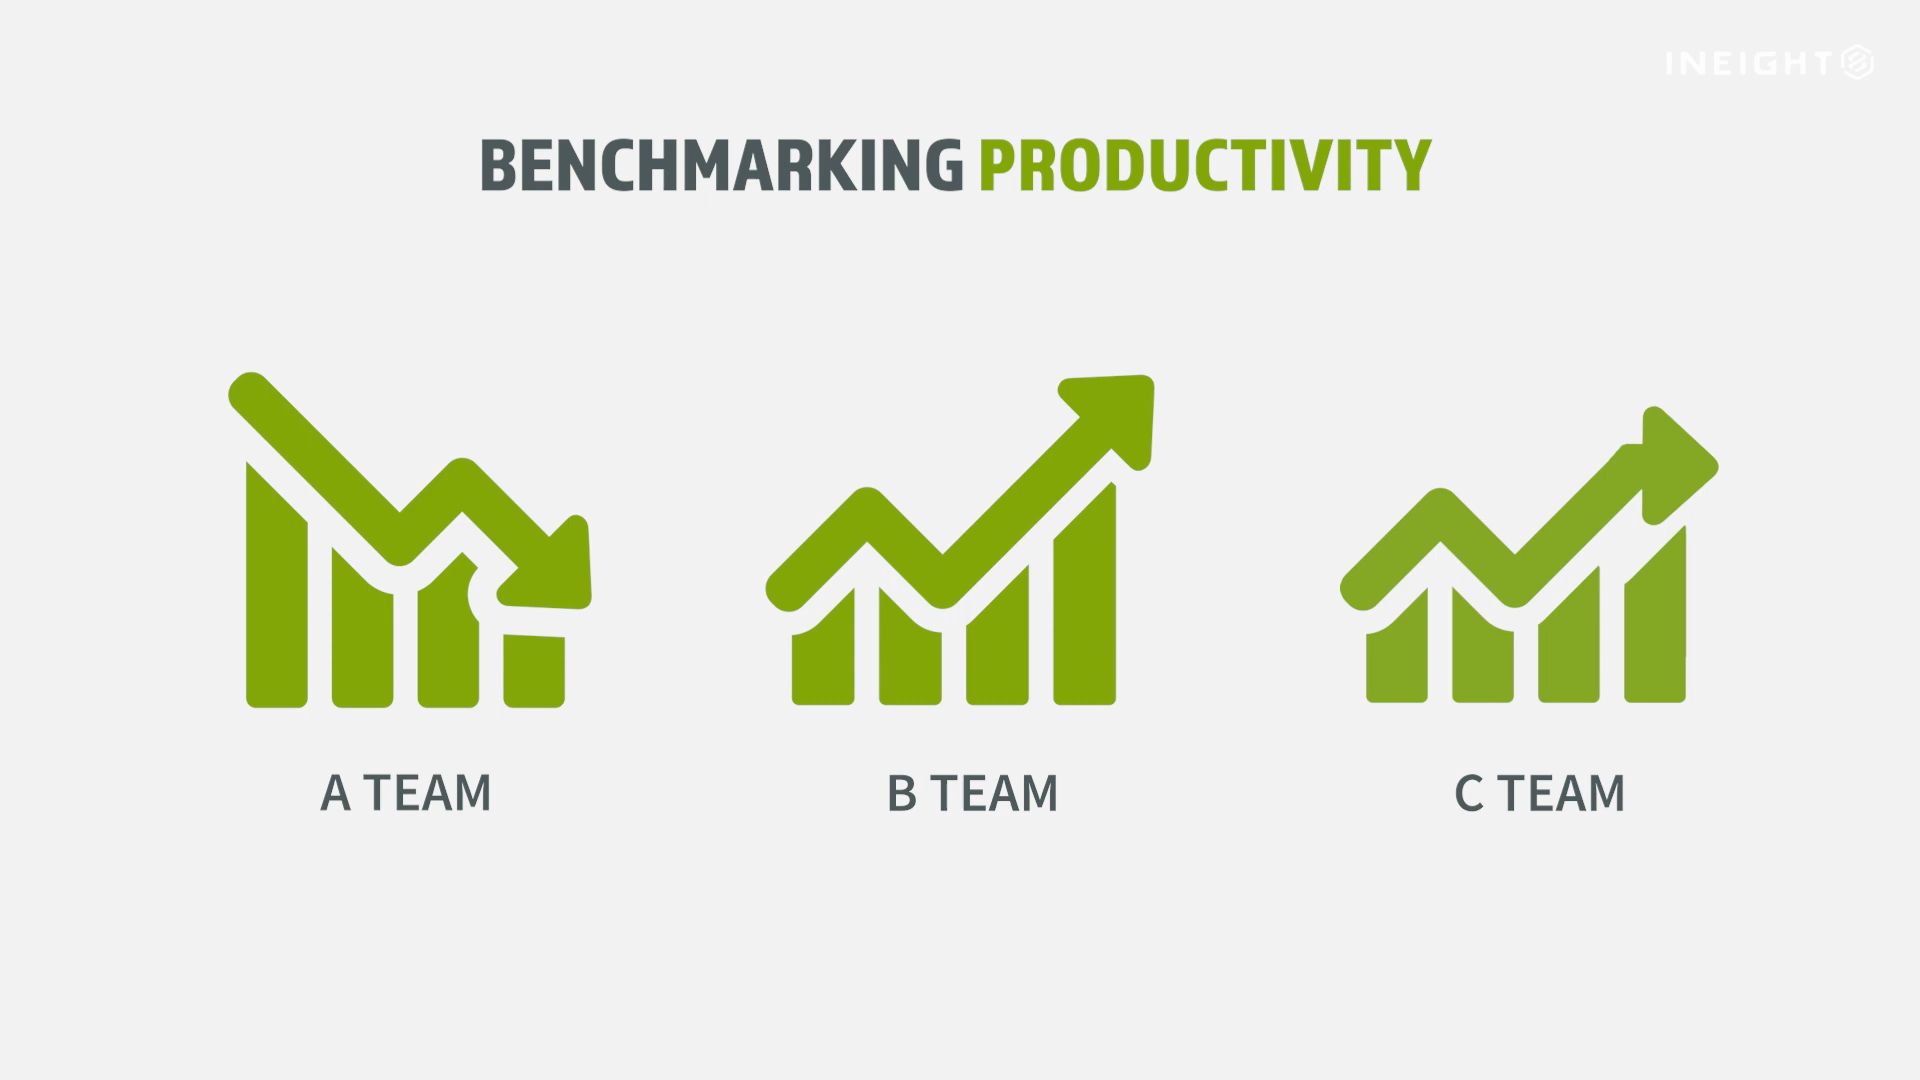 INEIGHT
BENCHMARKING PRODUCTIVITY
A TEAM
B TEAM
C TEAM